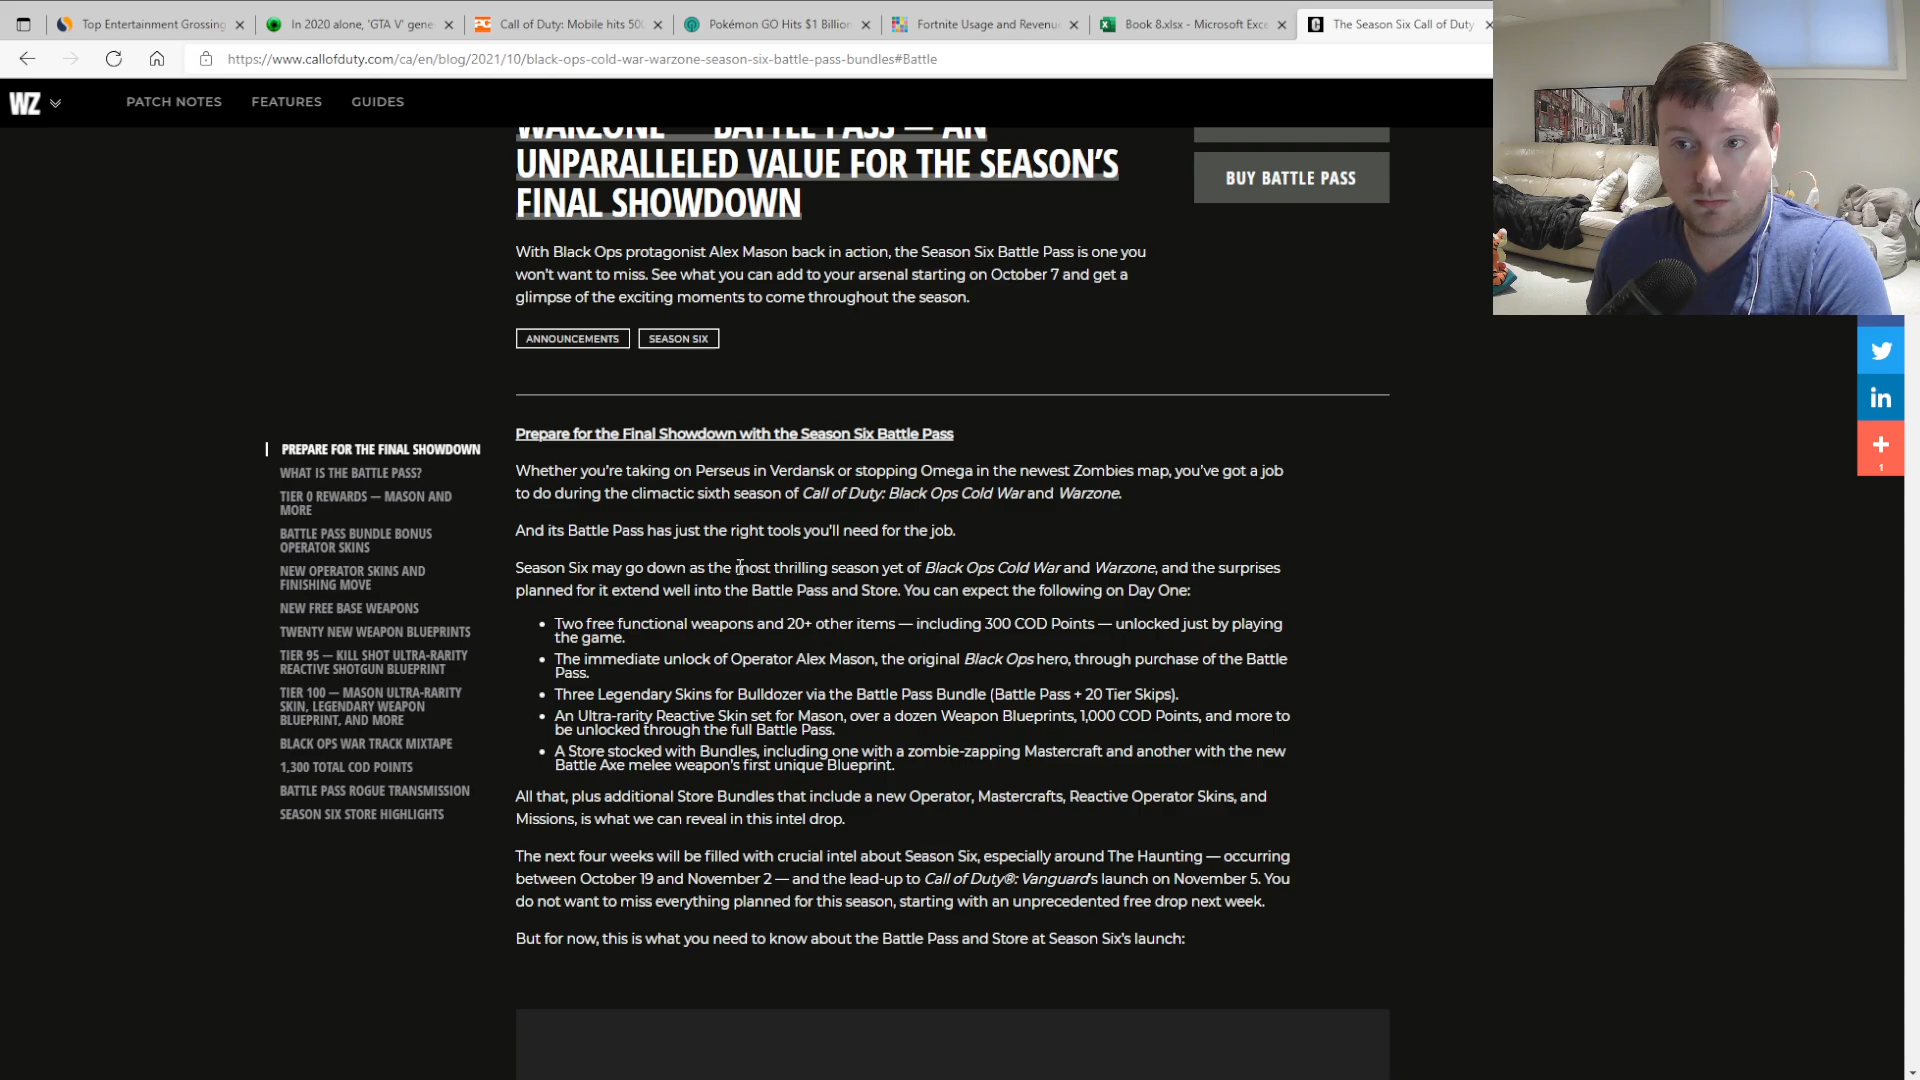 Top Entertainment Grossing
In 2020 alone, 'GTA V' gene
Call of Duty: Mobile hits 500
Pokémon GO Hits $1 Billion
Fortnite Usage and Revenu
Book 8.xlsx - Microsoft Exce
The Season Six Call of Duty
https://www.callofduty.com/ca/en/blog/2021/10/black-ops-cold-war-warzone-season-six-battle-pass-bundles#Battle
WZ
PATCH NOTES
FEATURES
GUIDES
WARZONE™ BATTLE PASS — AN
UNPARALLELED VALUE FOR THE SEASON'S
FINAL SHOWDOWN
BUY BATTLE PASS
With Black Ops protagonist Alex Mason back in action, the Season Six Battle Pass is one you
won't want to miss. See what you can add to your arsenal starting on October 7 and get a
glimpse of the exciting moments to come throughout the season.
ANNOUNCEMENTS
SEASON SIX
PREPARE FOR THE FINAL SHOWDOWN
WHAT IS THE BATTLE PASS?
TIER 0 REWARDS — MASON AND
MORE
BATTLE PASS BUNDLE BONUS
OPERATOR SKINS
NEW OPERATOR SKINS AND
FINISHING MOVE
NEW FREE BASE WEAPONS
TWENTY NEW WEAPON BLUEPRINTS
TIER 95 — KILL SHOT ULTRA-RARITY
REACTIVE SHOTGUN BLUEPRINT
TIER 100 — MASON ULTRA-RARITY
SKIN, LEGENDARY WEAPON
BLUEPRINT, AND MORE
BLACK OPS WAR TRACK MIXTAPE
1,300 TOTAL COD POINTS
BATTLE PASS ROGUE TRANSMISSION
SEASON SIX STORE HIGHLIGHTS
Prepare for the Final Showdown with the Season Six Battle Pass
Whether you're taking on Perseus in Verdansk or stopping Omega in the newest Zombies map, you've got a job
to do during the climactic sixth season of Call of Duty: Black Ops Cold War and Warzone.
And its Battle Pass has just the right tools you'll need for the job.
Season Six may go down as the most thrilling season yet of Black Ops Cold War and Warzone, and the surprises
planned for it extend well into the Battle Pass and Store. You can expect the following on Day One:
• Two free functional weapons and 20+ other items — including 300 COD Points — unlocked just by playing
the game.
• The immediate unlock of Operator Alex Mason, the original Black Ops hero, through purchase of the Battle
Pass.
• Three Legendary Skins for Bulldozer via the Battle Pass Bundle (Battle Pass + 20 Tier Skips).
• An Ultra-rarity Reactive Skin set for Mason, over a dozen Weapon Blueprints, 1,000 COD Points, and more to
be unlocked through the full Battle Pass.
• A Store stocked with Bundles, including one with a zombie-zapping Mastercraft and another with the new
Battle Axe melee weapon's first unique Blueprint.
All that, plus additional Store Bundles that include a new Operator, Mastercrafts, Reactive Operator Skins, and
Missions, is what we can reveal in this intel drop.
The next four weeks will be filled with crucial intel about Season Six, especially around The Haunting — occurring
between October 19 and November 2 — and the lead-up to Call of Duty®: Vanguard's launch on November 5. You
do not want to miss everything planned for this season, starting with an unprecedented free drop next week.
But for now, this is what you need to know about the Battle Pass and Store at Season Six's launch:
in
+
1